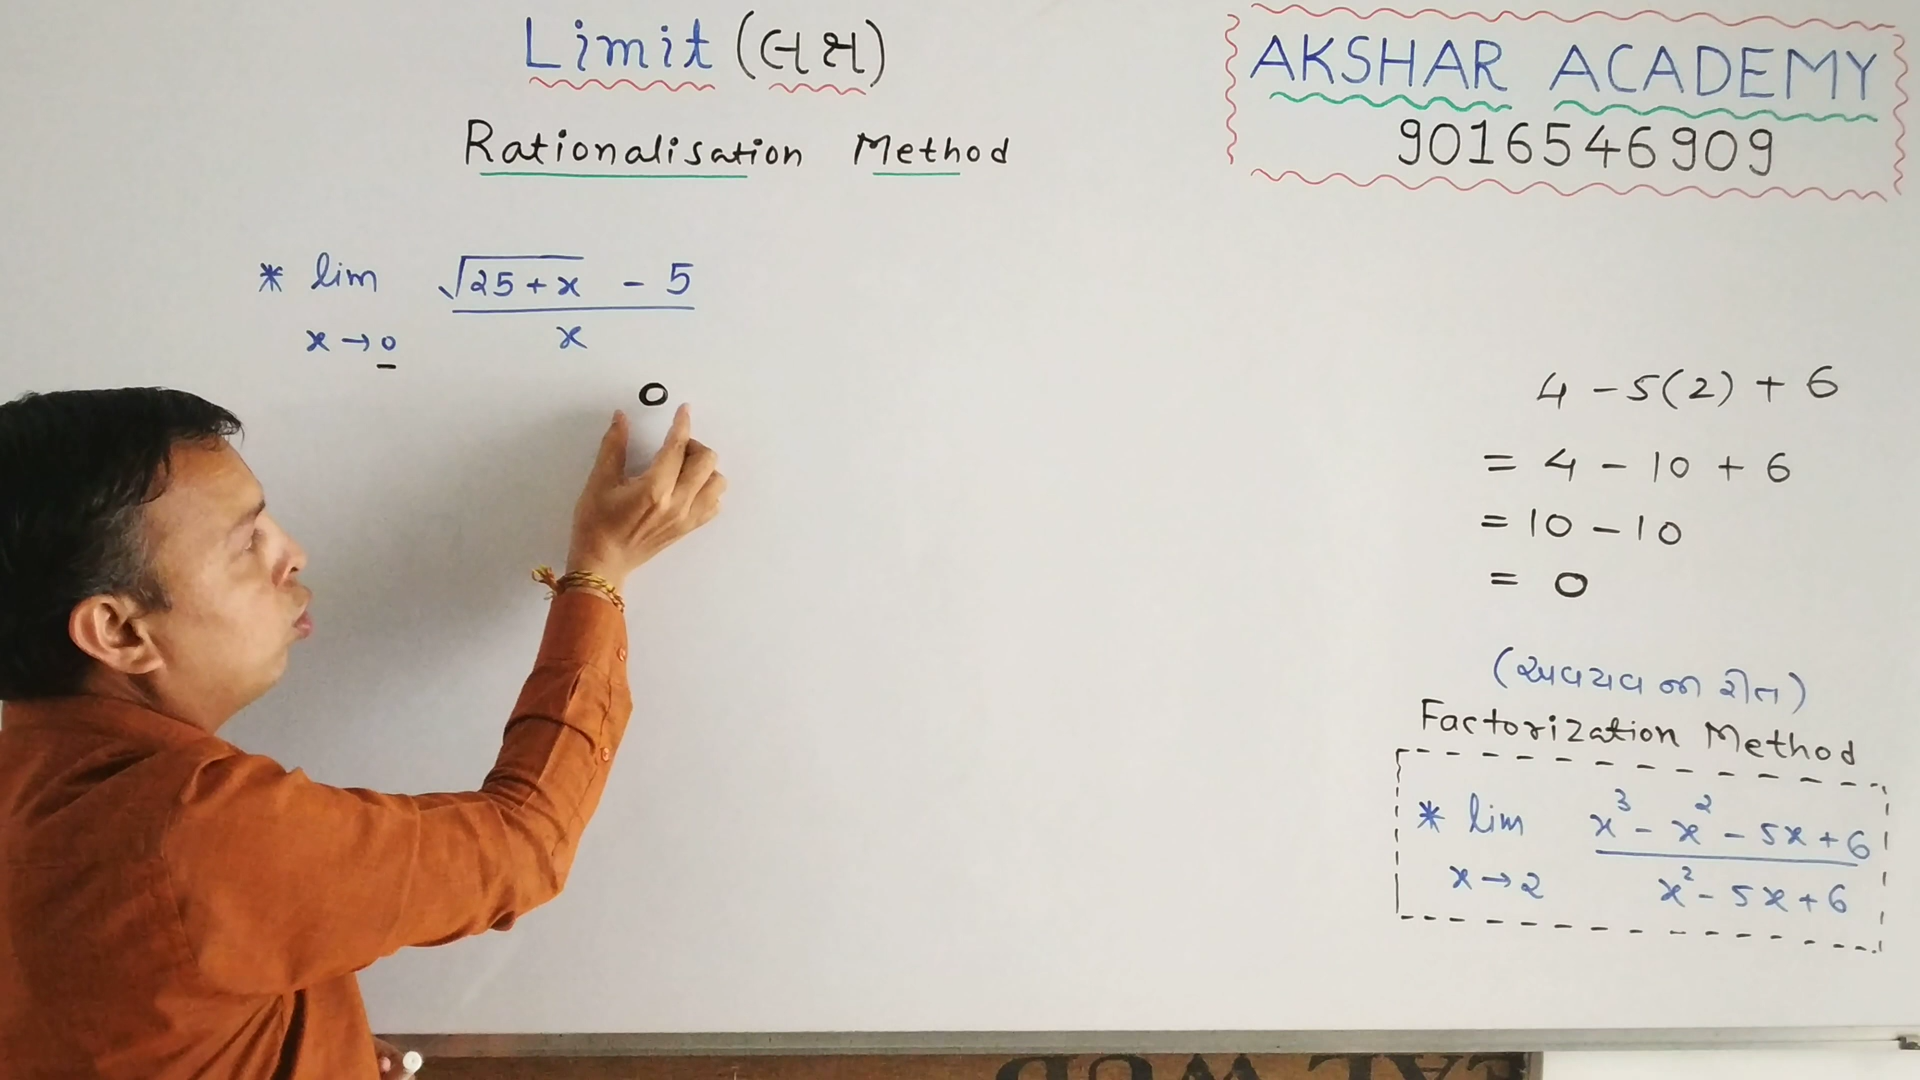 Limit (લક્ષ)
Rationalisation Method
AKSHAR ACADEMY
9016546909
* lim √25+x - 5
x→0 x
0
4 - 5(2) + 6
= 4 - 10 + 6
= 10 - 10
= 0
(અવયવ ની રીત)
Factorization Method
* lim x³ - x² - 5x + 6
x→2 x² - 5x + 6